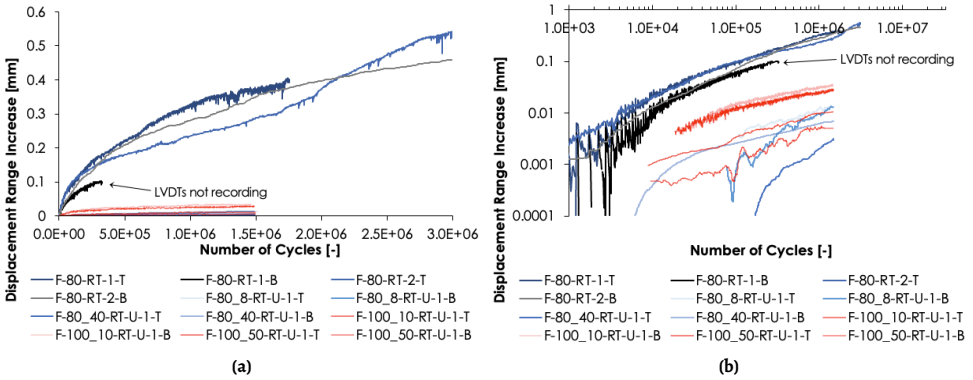 (a)
Displacement Range Increase [mm]
0.6
0.5
0.4
0.3
0.2
0.1
0
LVDTs not recording
0.0E+00
5.0E+05
1.0E+06
1.5E+06
2.0E+06
2.5E+06
3.0E+06
Number of Cycles [-]
F-80-RT-1-T
F-80-RT-1-B
F-80-RT-2-T
F-80-RT-2-B
F-80_8-RT-U-1-T
F-80_8-RT-U-1-B
F-80_40-RT-U-1-T
F-80_40-RT-U-1-B
F-100_10-RT-U-1-T
F-100_10-RT-U-1-B
F-100_50-RT-U-1-T
F-100_50-RT-U-1-B
(a)
(b)
Displacement Range Increase [mm]
1
0.1
0.01
0.001
0.0001
1.0E+03
1.0E+04
1.0E+05
1.0E+06
1.0E+07
LVDTs not recording
Number of Cycles [-]
F-80-RT-1-T
F-80-RT-1-B
F-80-RT-2-T
F-80-RT-2-B
F-80_8-RT-U-1-T
F-80_8-RT-U-1-B
F-80_40-RT-U-1-T
F-80_40-RT-U-1-B
F-100_10-RT-U-1-T
F-100_10-RT-U-1-B
F-100_50-RT-U-1-T
F-100_50-RT-U-1-B
(b)